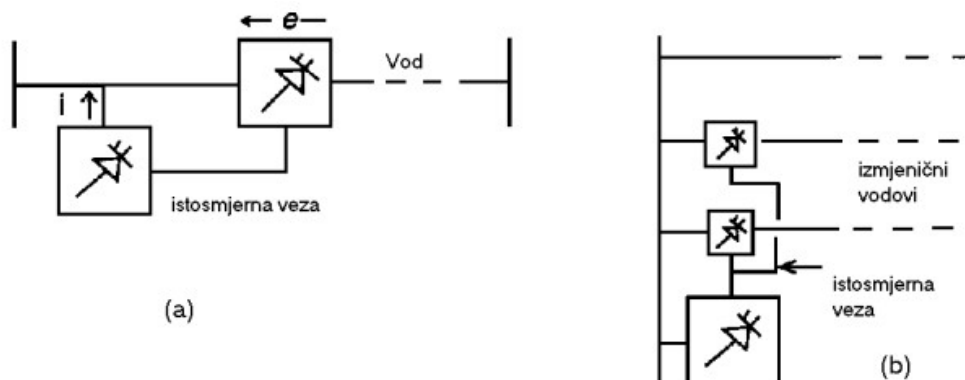 e
Vod
i
istosmjerna veza
(a)
izmjenični
vodovi
istosmjerna
veza
(b)